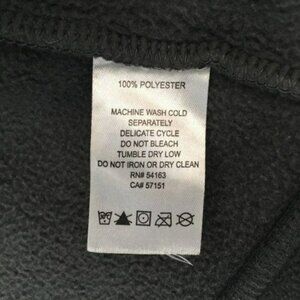 100% POLYESTER
MACHINE WASH COLD
SEPARATELY
DELICATE CYCLE
DO NOT BLEACH
TUMBLE DRY LOW
DO NOT IRON OR DRY CLEAN
RN# 54163
CA# 57151